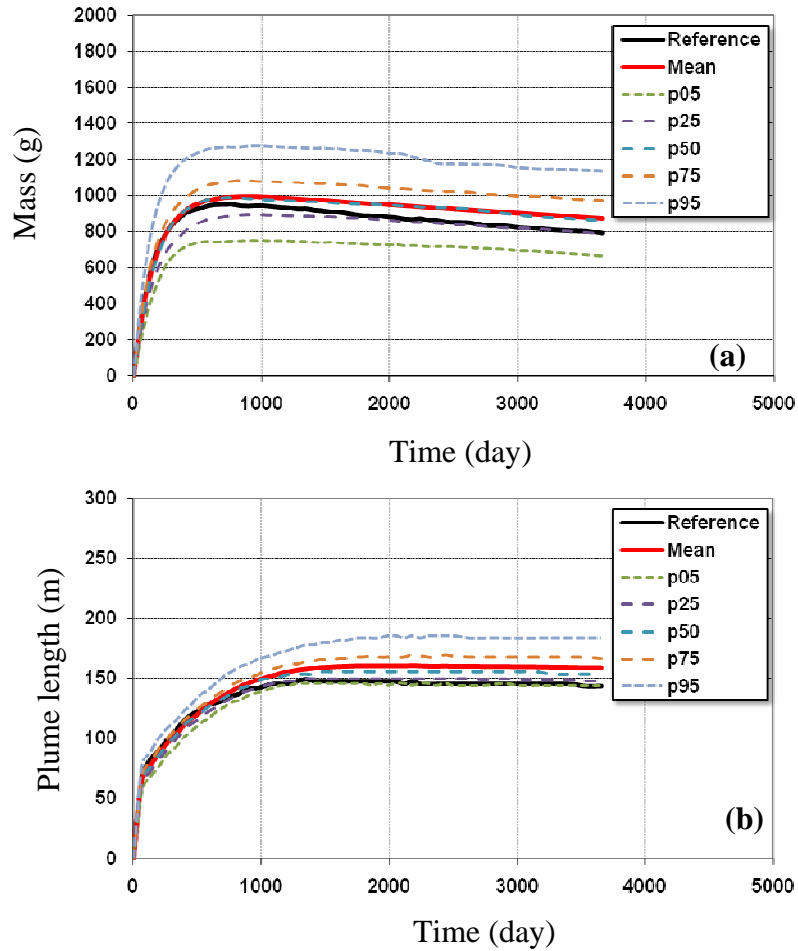 2000
1800
1600
1400
1200
1000
800
600
400
200
0
Mass (g)
Reference
Mean
p05
p25
p50
p75
p95
(a)
0 1000 2000 3000 4000 5000
Time (day)
300
250
200
150
100
50
0
Plume length (m)
Reference
Mean
p05
p25
p50
p75
p95
(b)
0 1000 2000 3000 4000 5000
Time (day)